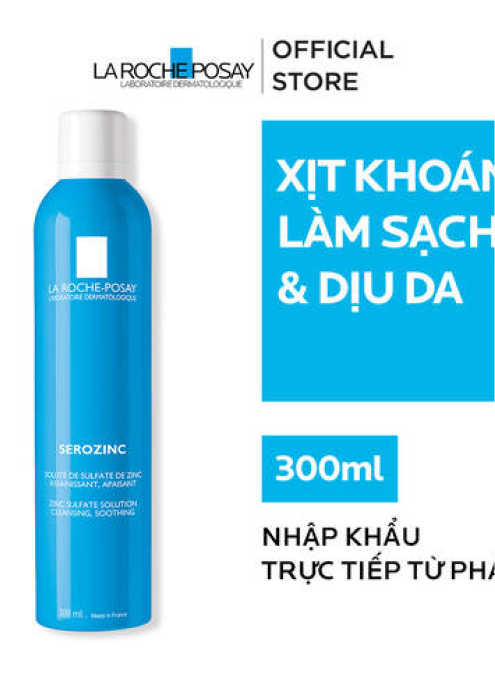 LA ROCHE POSAY
LABORATOIRE DERMATOLOGIQUE
OFFICIAL
STORE
XỊT KHOÁN
LÀM SẠCH
& DỊU DA
300ml
NHẬP KHẨU
TRỰC TIẾP TỪ PHÁ
LA ROCHE-POSAY
LABORATOIRE DERMATOLOGIQUE
SEROZINC
SOLUTÉ DE SULFATE DE ZINC
ASSAINISSANT, APAISANT
ZINC SULFATE SOLUTION
CLEANSING, SOOTHING
300 ml Made in France